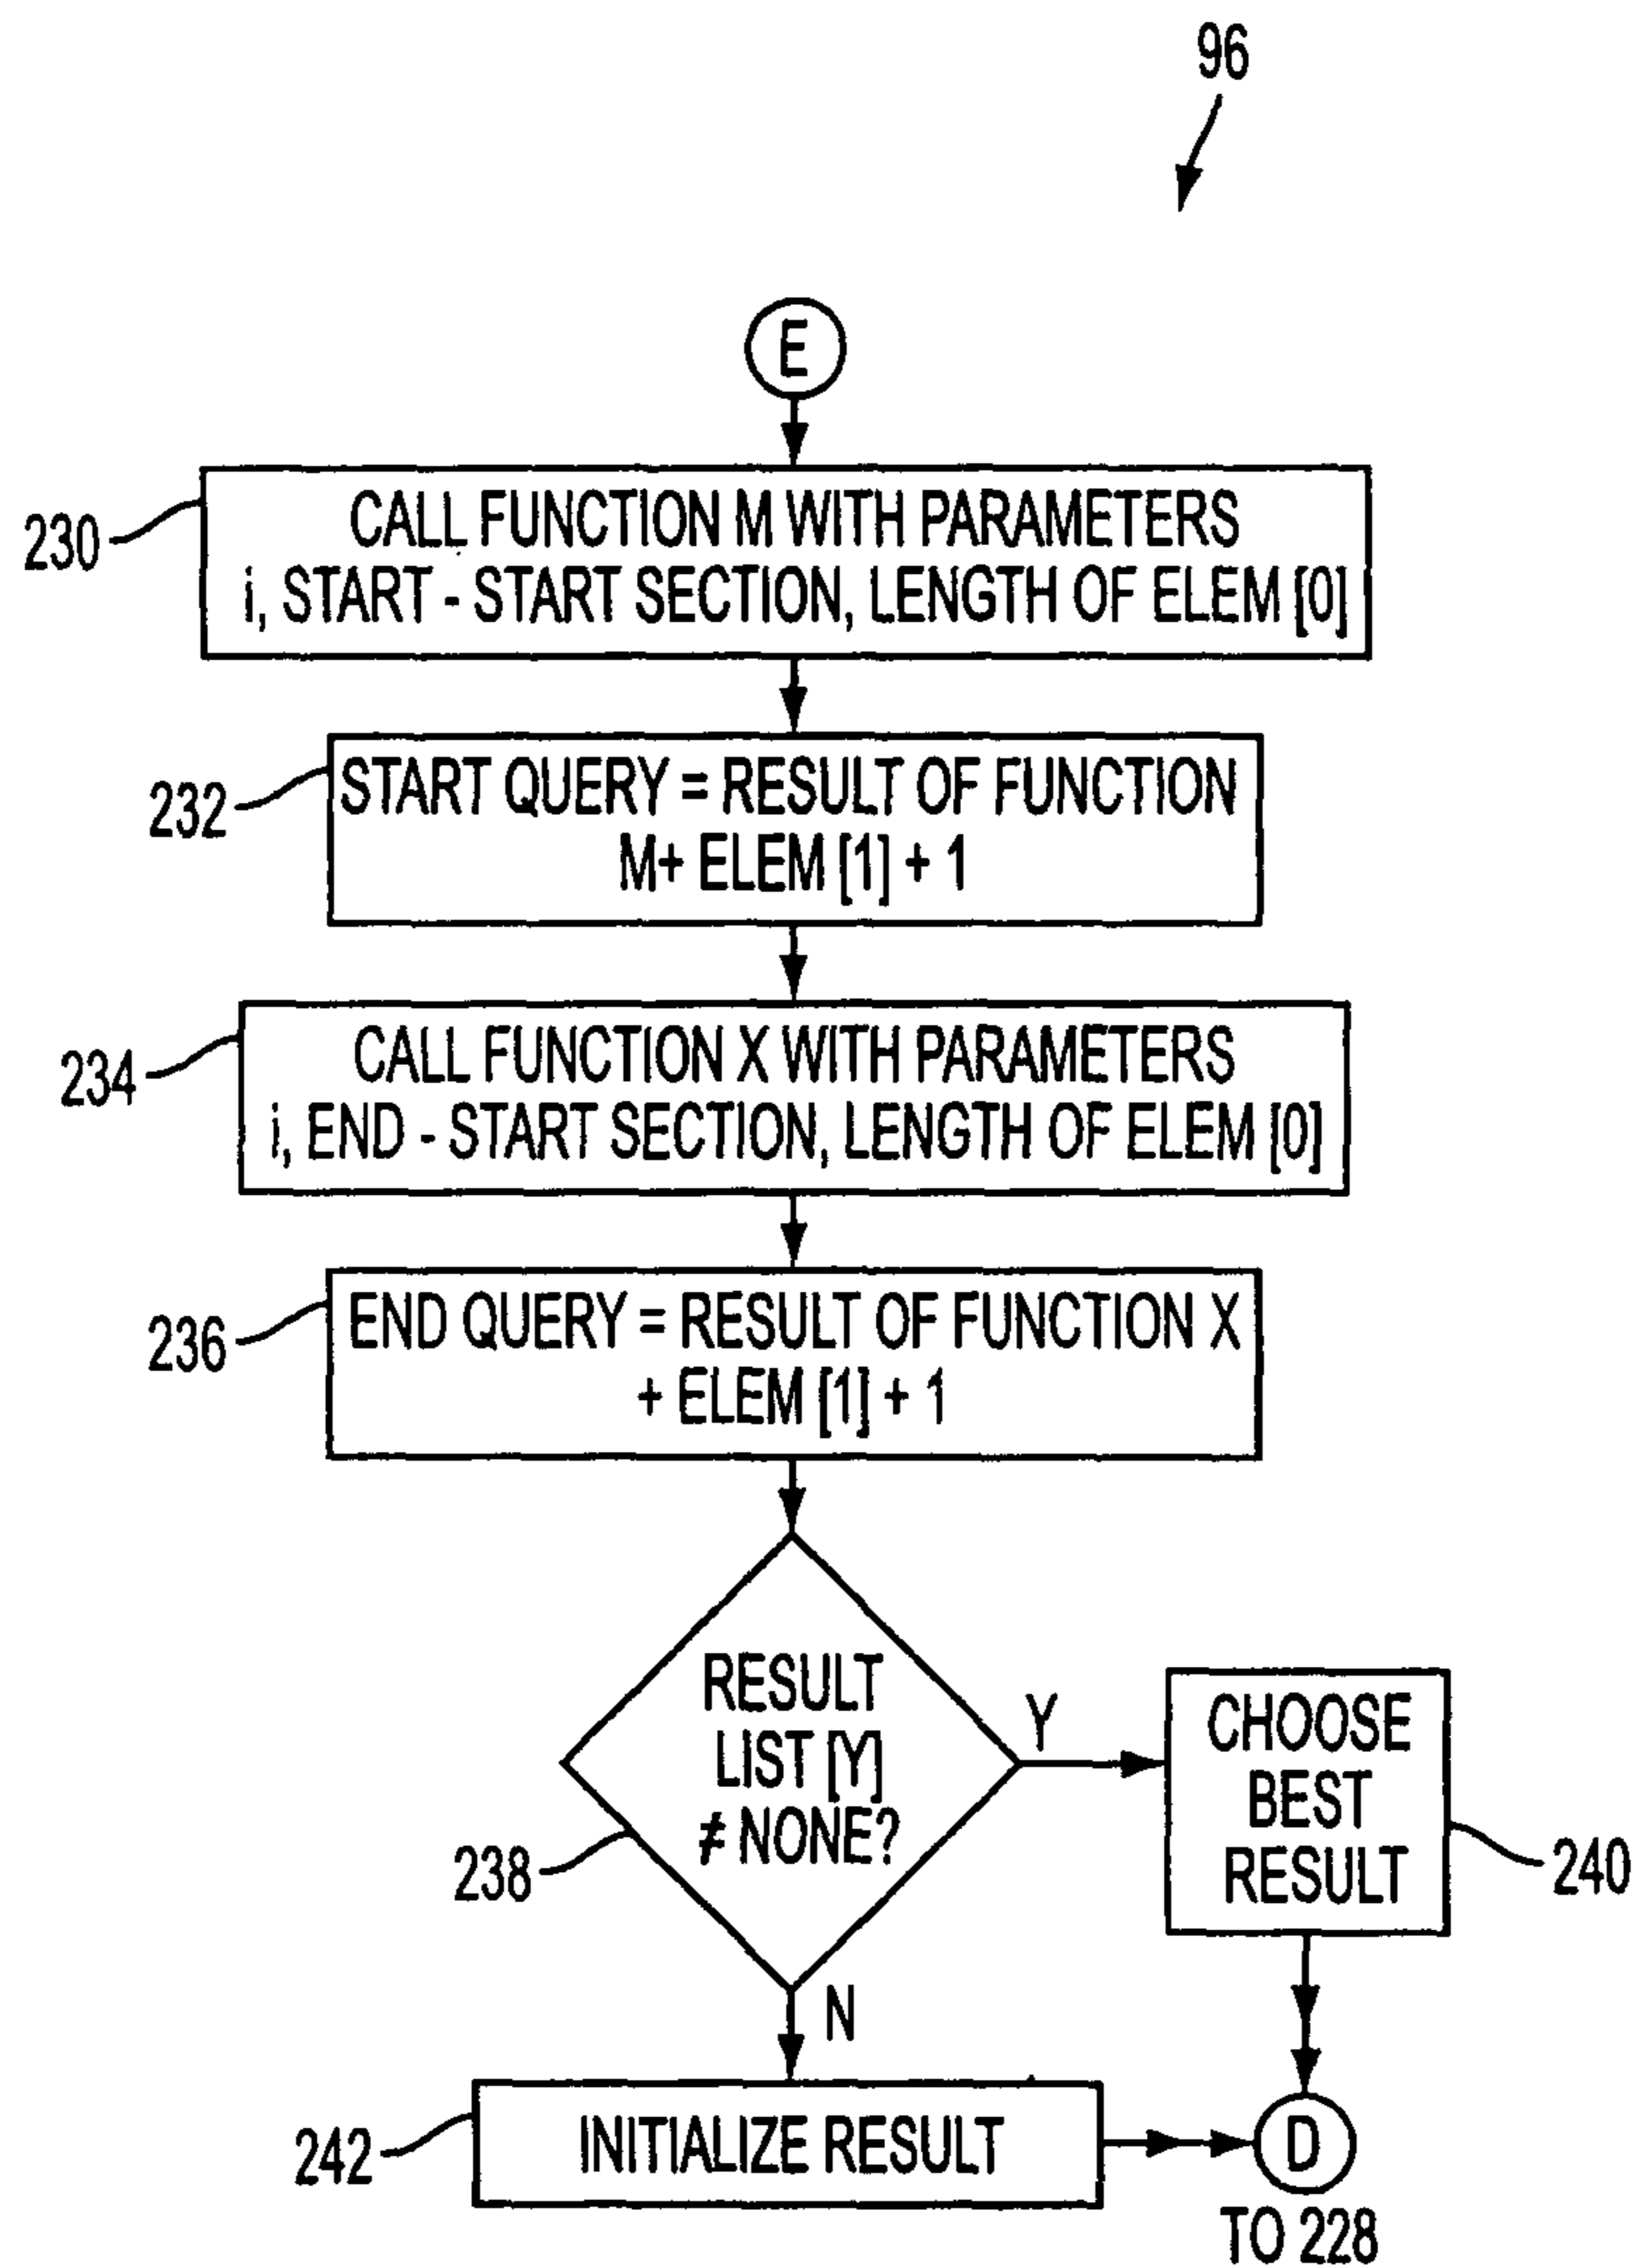 96
E
230
CALL FUNCTION M WITH PARAMETERS
i, START - START SECTION, LENGTH OF ELEM [0]
232
START QUERY = RESULT OF FUNCTION
M+ ELEM [1] + 1
234
CALL FUNCTION X WITH PARAMETERS
i, END - START SECTION, LENGTH OF ELEM [0]
236
END QUERY = RESULT OF FUNCTION X
+ ELEM [1] + 1
238
RESULT
LIST [Y]
≠ NONE?
Y
CHOOSE
BEST
RESULT
240
N
242
INITIALIZE RESULT
D
TO 228